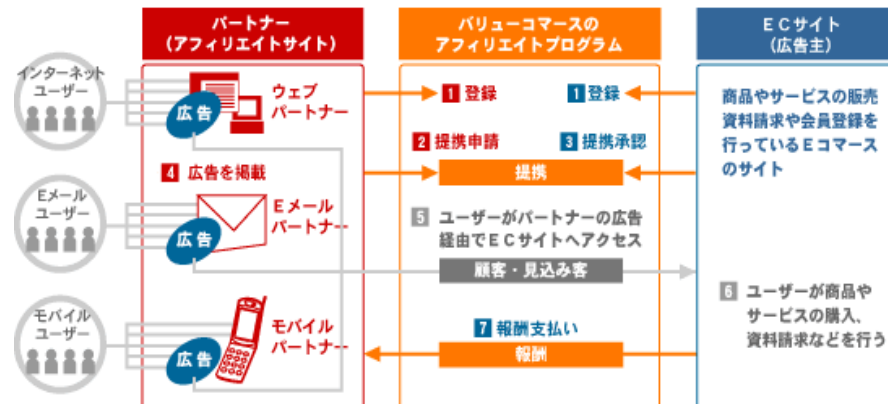 パートナー
(アフィリエイトサイト)
バリューコマースの
アフィリエイトプログラム
ECサイト
(広告主)
インターネット
ユーザー
広告
ウェブ
パートナー
1 登録
1 登録
商品やサービスの販売
資料請求や会員登録を
行っているEコマース
のサイト
2 提携申請
3 提携承認
提携
4 広告を掲載
Eメール
ユーザー
広告
Eメール
パートナー
5 ユーザーがパートナーの広告
経由でECサイトへアクセス
顧客・見込み客
6 ユーザーが商品や
サービスの購入、
資料請求などを行う
モバイル
ユーザー
広告
モバイル
パートナー
7 報酬支払い
報酬